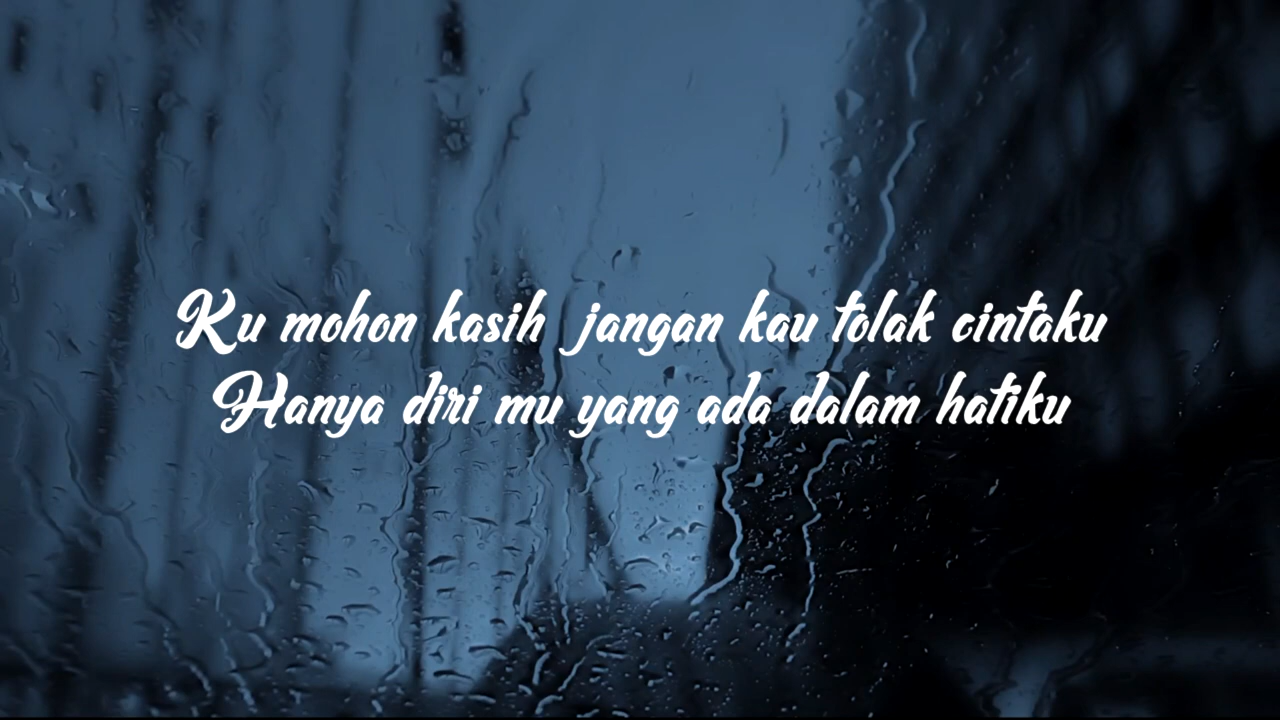 Ku mohon kasih jangan kau tolak cintaku
Hanya diri mu yang ada dalam hatiku